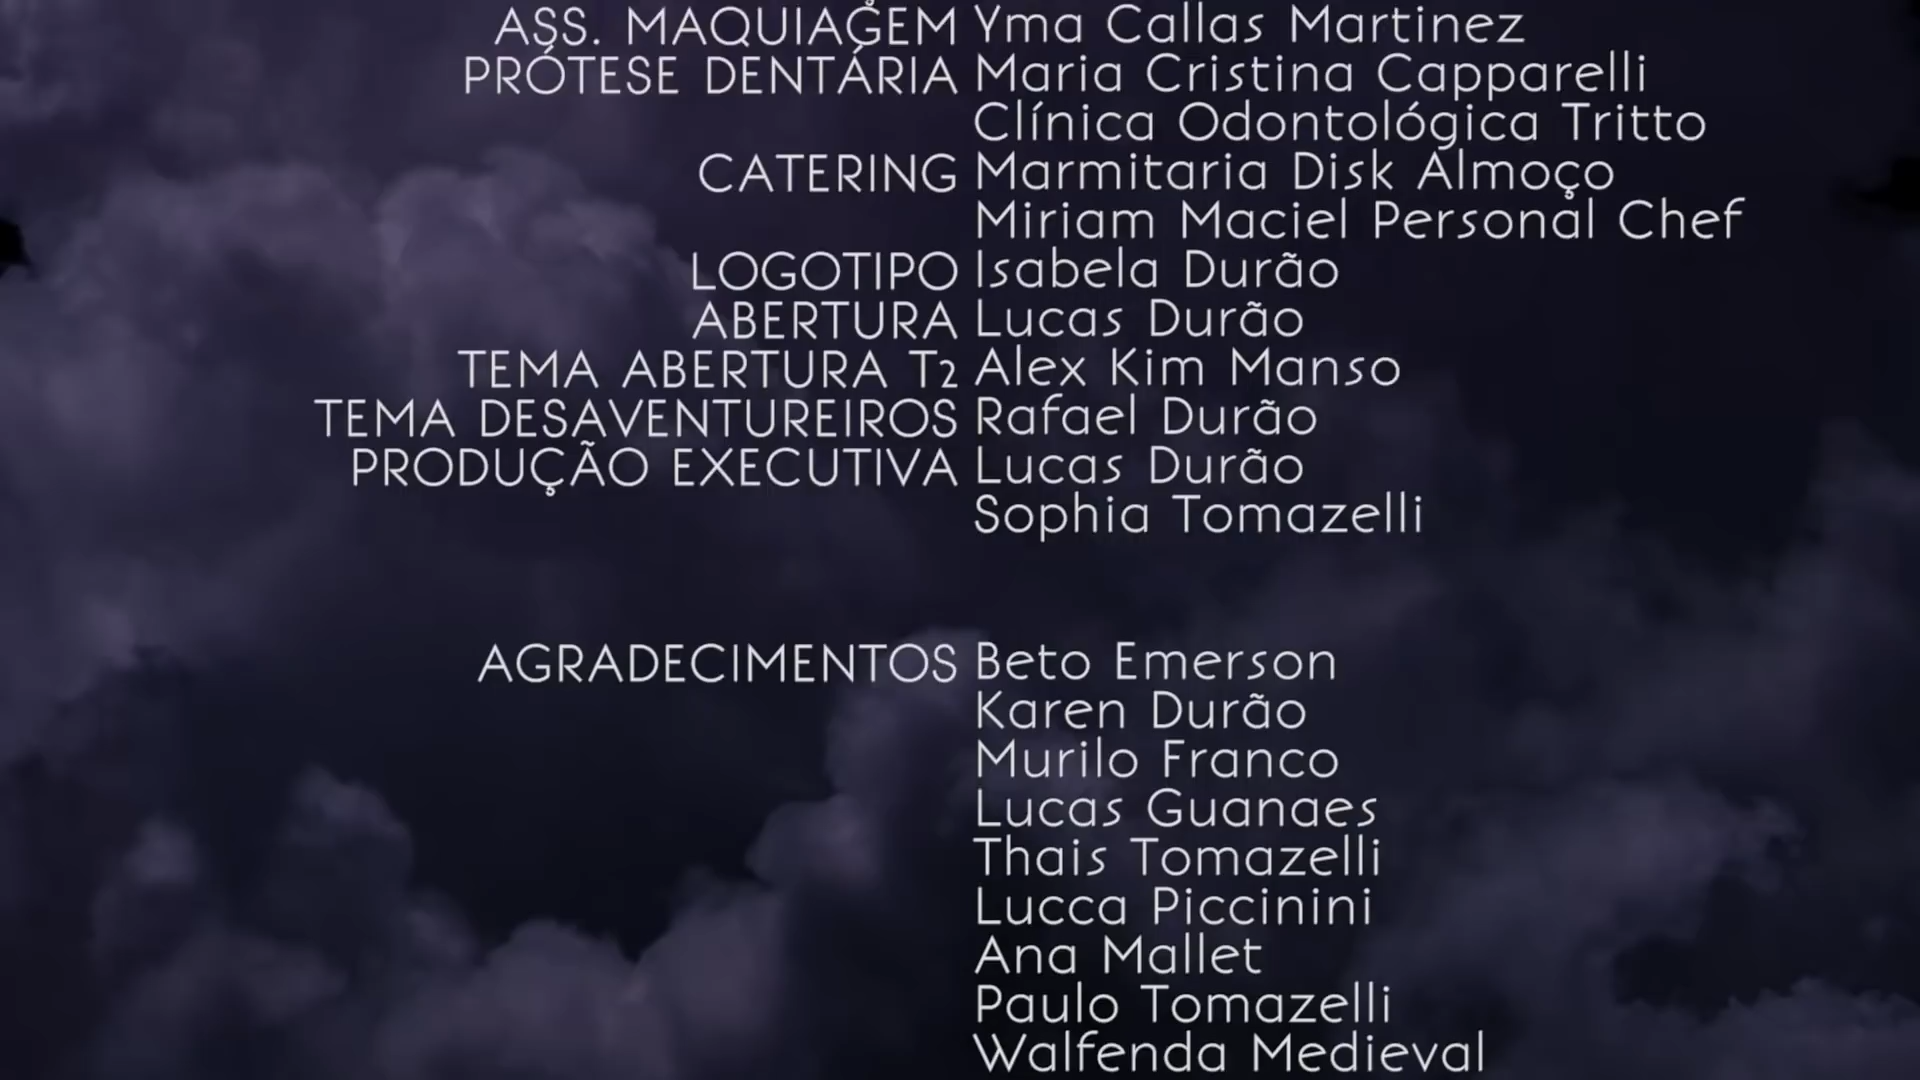 ASS. MAQUIAGEM Yma Callas Martinez
PRÓTESE DENTÁRIA Maria Cristina Capparelli
Clínica Odontológica Tritto
CATERING Marmitaria Disk Almoço
Miriam Maciel Personal Chef
LOGOTIPO Isabela Durão
ABERTURA Lucas Durão
TEMA ABERTURA T2 Alex Kim Manso
TEMA DESAVENTUREIROS Rafael Durão
PRODUÇÃO EXECUTIVA Lucas Durão
Sophia Tomazelli
AGRADECIMENTOS Beto Emerson
Karen Durão
Murilo Franco
Lucas Guanaes
Thais Tomazelli
Lucca Piccinini
Ana Mallet
Paulo Tomazelli
Walfenda Medieval